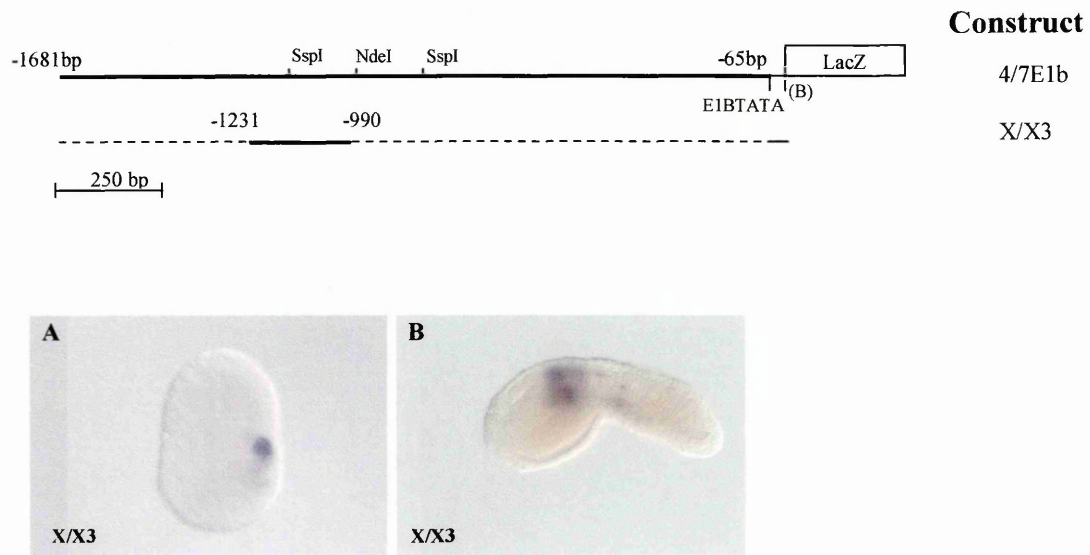 Construct
-1681bp SspI NdeI SspI -65bp LacZ
4/7E1b
E1BTATA (B)
-1231 -990
X/X3
250 bp
A B
X/X3 X/X3